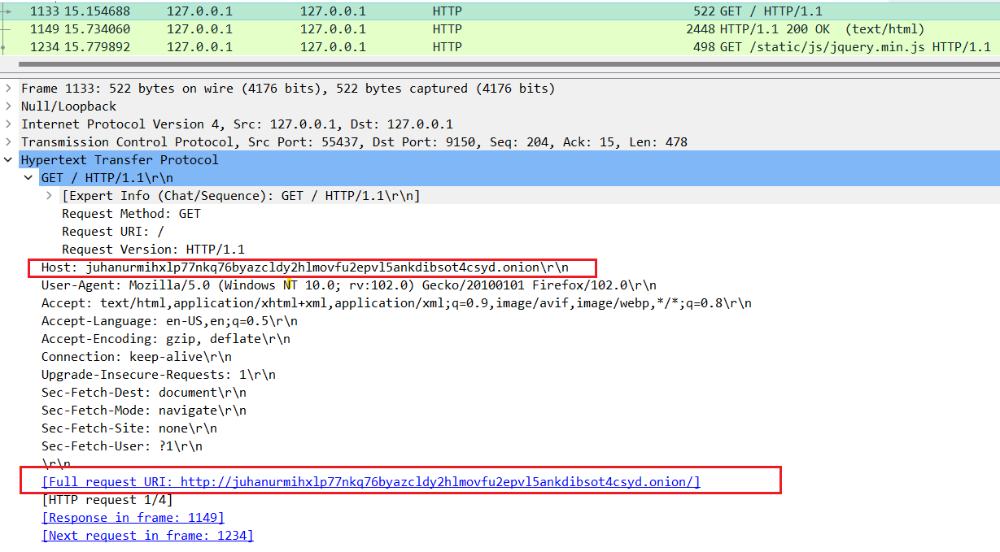 1133 15.154688 127.0.0.1 127.0.0.1 HTTP 522 GET / HTTP/1.1
1149 15.734060 127.0.0.1 127.0.0.1 HTTP 2448 HTTP/1.1 200 OK (text/html)
1234 15.779892 127.0.0.1 127.0.0.1 HTTP 498 GET /static/js/jquery.min.js HTTP/1.1
Frame 1133: 522 bytes on wire (4176 bits), 522 bytes captured (4176 bits)
Null/Loopback
Internet Protocol Version 4, Src: 127.0.0.1, Dst: 127.0.0.1
Transmission Control Protocol, Src Port: 55437, Dst Port: 9150, Seq: 204, Ack: 15, Len: 478
Hypertext Transfer Protocol
GET / HTTP/1.1\r\n
[Expert Info (Chat/Sequence): GET / HTTP/1.1\r\n]
Request Method: GET
Request URI: /
Request Version: HTTP/1.1
Host: juhanurmihxlp77nkq76byazcldy2hlmovfu2epvl5ankdibsot4csyd.onion\r\n
User-Agent: Mozilla/5.0 (Windows NT 10.0; rv:102.0) Gecko/20100101 Firefox/102.0\r\n
Accept: text/html,application/xhtml+xml,application/xml;q=0.9,image/avif,image/webp,*/*;q=0.8\r\n
Accept-Language: en-US,en;q=0.5\r\n
Accept-Encoding: gzip, deflate\r\n
Connection: keep-alive\r\n
Upgrade-Insecure-Requests: 1\r\n
Sec-Fetch-Dest: document\r\n
Sec-Fetch-Mode: navigate\r\n
Sec-Fetch-Site: none\r\n
Sec-Fetch-User: ?1\r\n
\r\n
[Full request URI: http://juhanurmihxlp77nkq76byazcldy2hlmovfu2epvl5ankdibsot4csyd.onion/]
[HTTP request 1/4]
[Response in frame: 1149]
[Next request in frame: 1234]